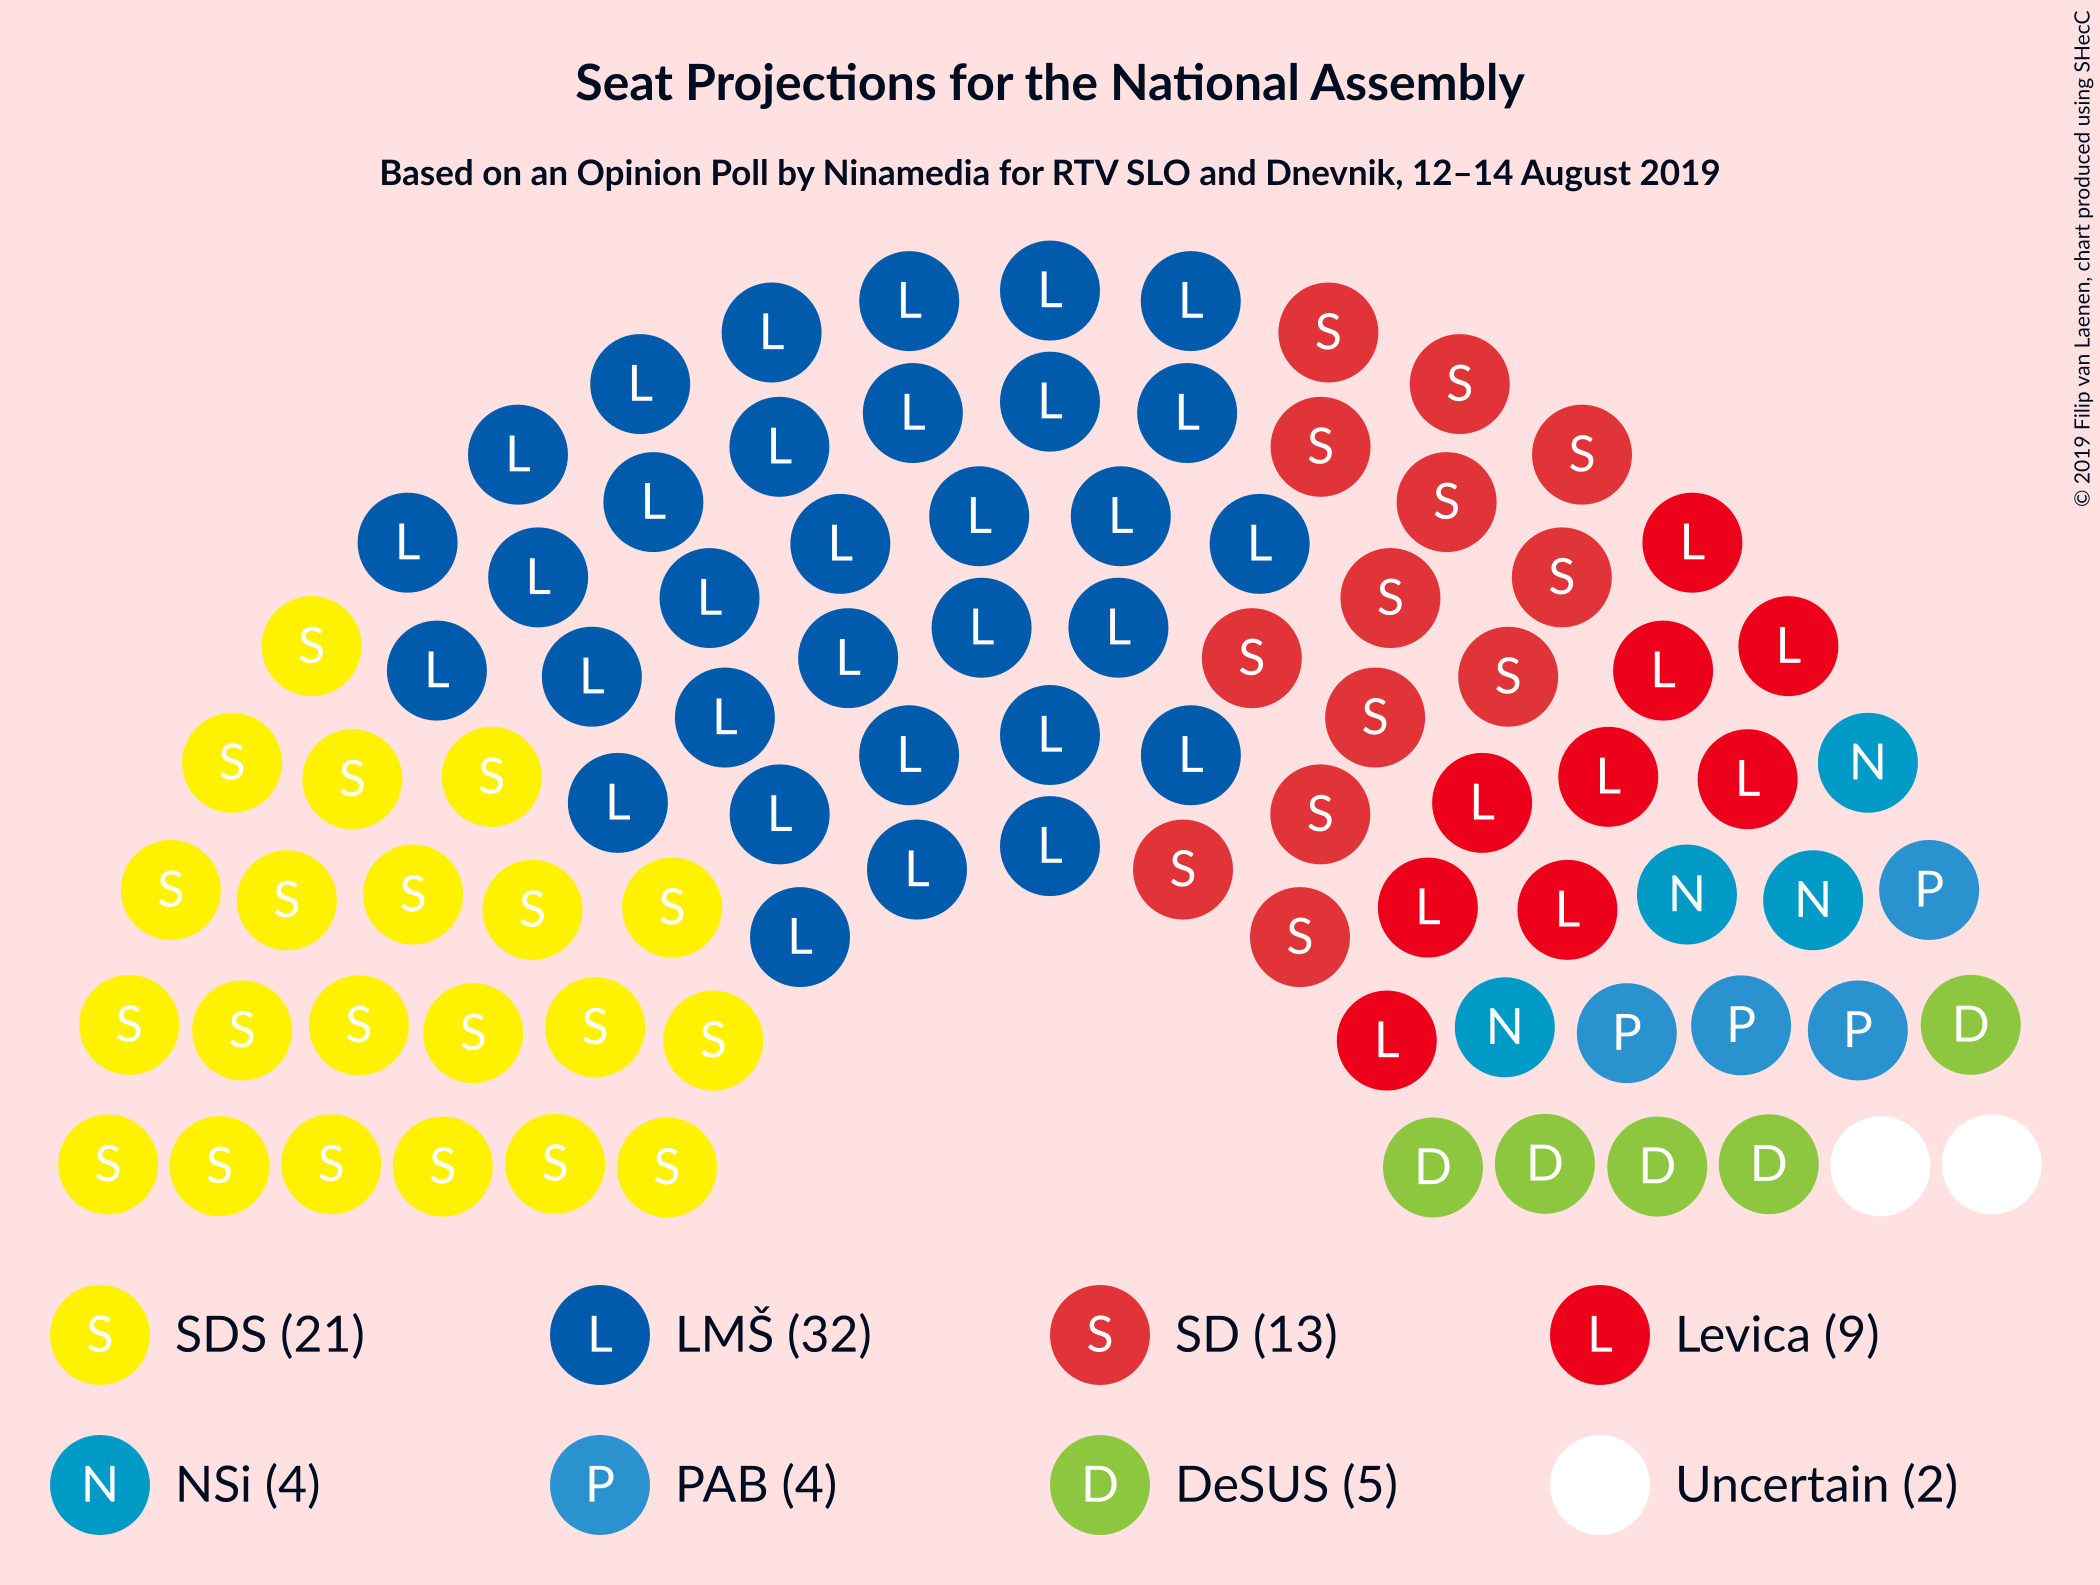 Seat Projections for the National Assembly
Based on an Opinion Poll by Ninamedia for RTV SLO and Dnevnik, 12–14 August 2019
© 2019 Filip van Laenen, chart produced using SHecC
L L L
L L S
L L L S
L L L S
L L S S
L L L L L
L L S S
L L L L
L L S L L
L L S
S L L S L
L L L
S S S L L S L L L N
L S
S S S S S L L S L L N N P
L S
S S S S S S L N P P P D
S S S S S S D D D D
S SDS (21) L LMŠ (32) S SD (13) L Levica (9)
N NSi (4) P PAB (4) D DeSUS (5) Uncertain (2)